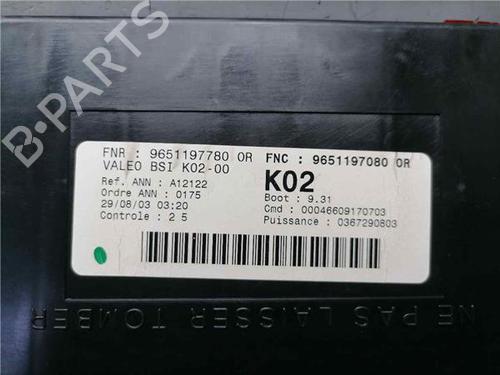 B-PARTS
FNR : 9651197780 OR FNC : 9651197080 OR
VALEO BSI K02-00
K02
Ref. ANN : A12122
Boot : 9.31
Ordre ANN : 0175
Cmd : 00046609170703
29/08/03 03:20
Puissance : 0367290803
Controle : 2 5
NE PAS LAISSER TOMBER